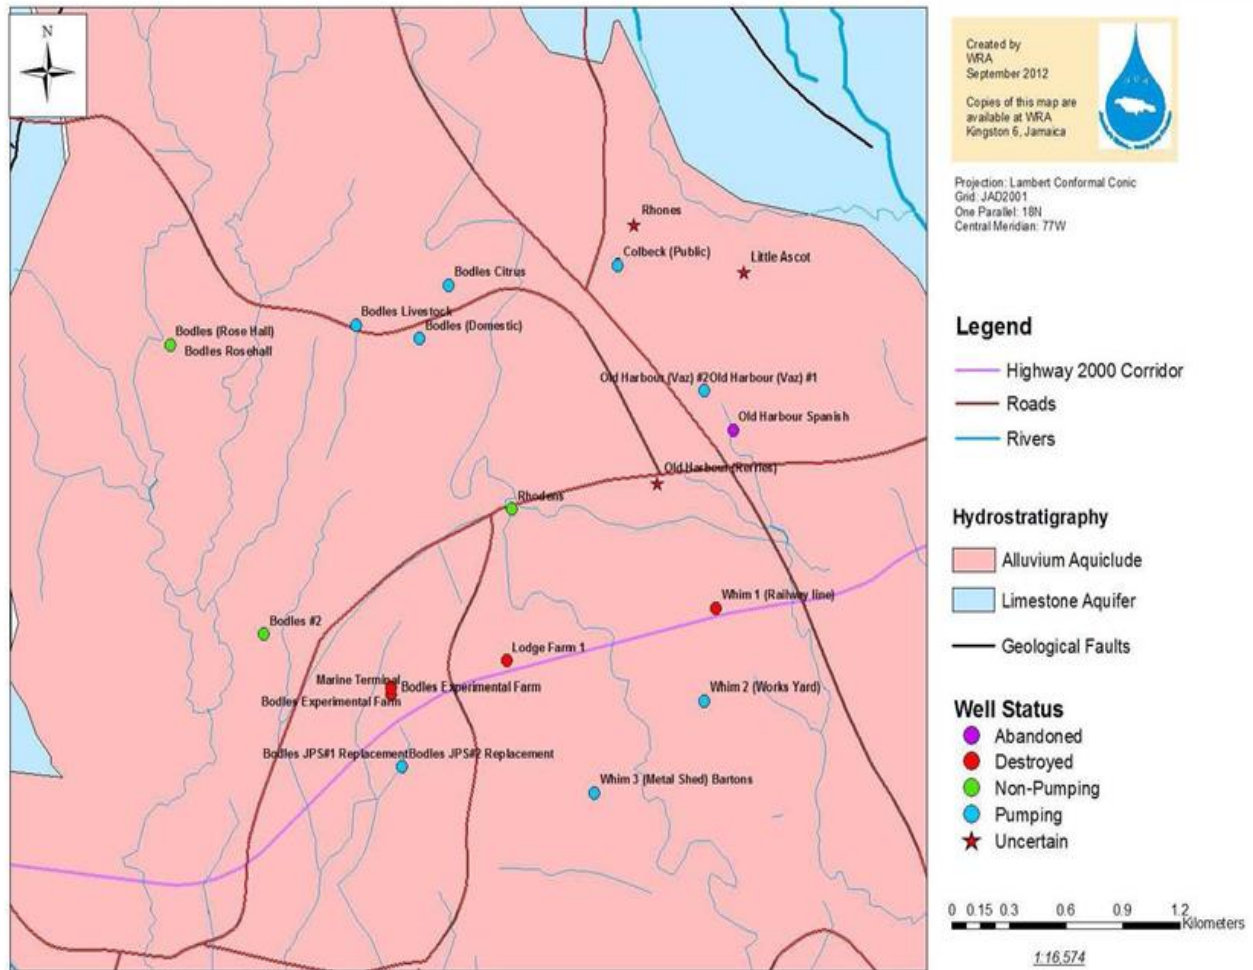 N
Rhones
Colbeck (Public)
Little Ascot
Bodles Citrus
Bodles Livestock
Bodles (Domestic)
Bodles (Rose Hall)
Bodles Rosehall
Old Harbour (Vaz) #2Old Harbour (Vaz) #1
Old Harbour Spanish
Old Harbour (Kerries)
Rhodens
Whim 1 (Railway line)
Bodles #2
Lodge Farm 1
Marine Terminal
Bodles Experimental Farm
Bodles Experimental Farm
Whim 2 (Works Yard)
Bodles JPS#1 ReplacementBodles JPS#2 Replacement
Whim 3 (Metal Shed) Bartons
Created by
WRA
September 2012
Copies of this map are
available at WRA
Kingston 6, Jamaica
Projection: Lambert Conformal Conic
Grid: JAD2001
One Parallel: 18N
Central Meridian: 77W
Legend
Highway 2000 Corridor
Roads
Rivers
Hydrostratigraphy
Alluvium Aquiclude
Limestone Aquifer
Geological Faults
Well Status
Abandoned
Destroyed
Non-Pumping
Pumping
Uncertain
0 0.15 0.3 0.6 0.9 1.2
Kilometers
1:16,574